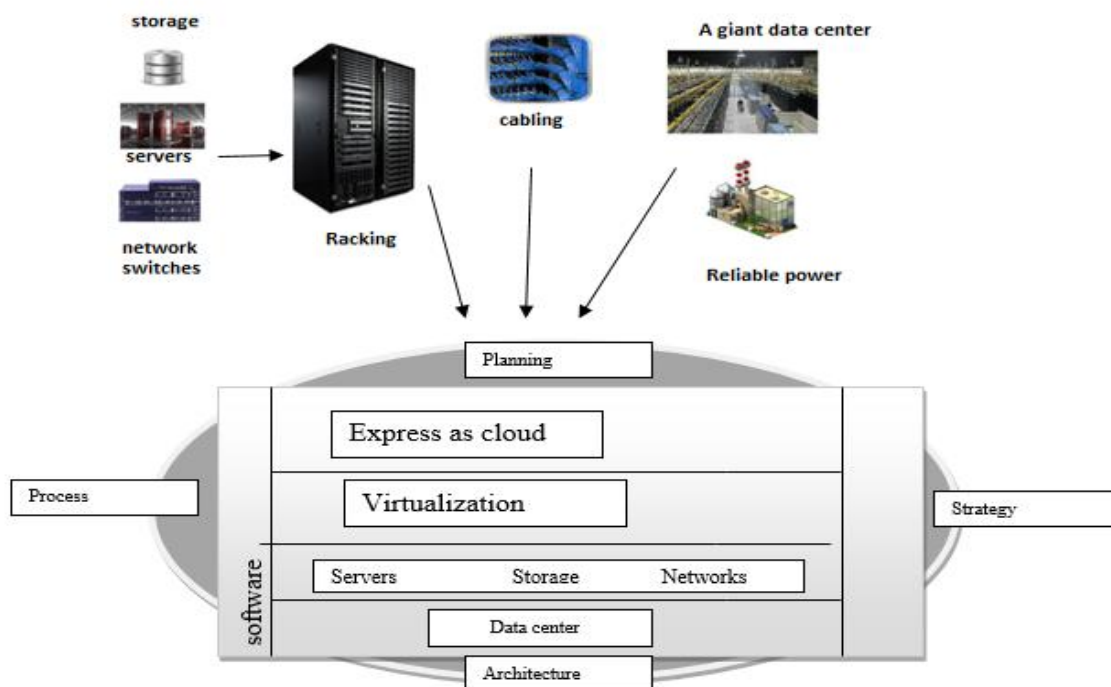 storage
A giant data center
cabling
servers
Racking
network
switches
Reliable power
Planning
Express as cloud
Process
Virtualization
Strategy
software
Servers Storage Networks
Data center
Architecture